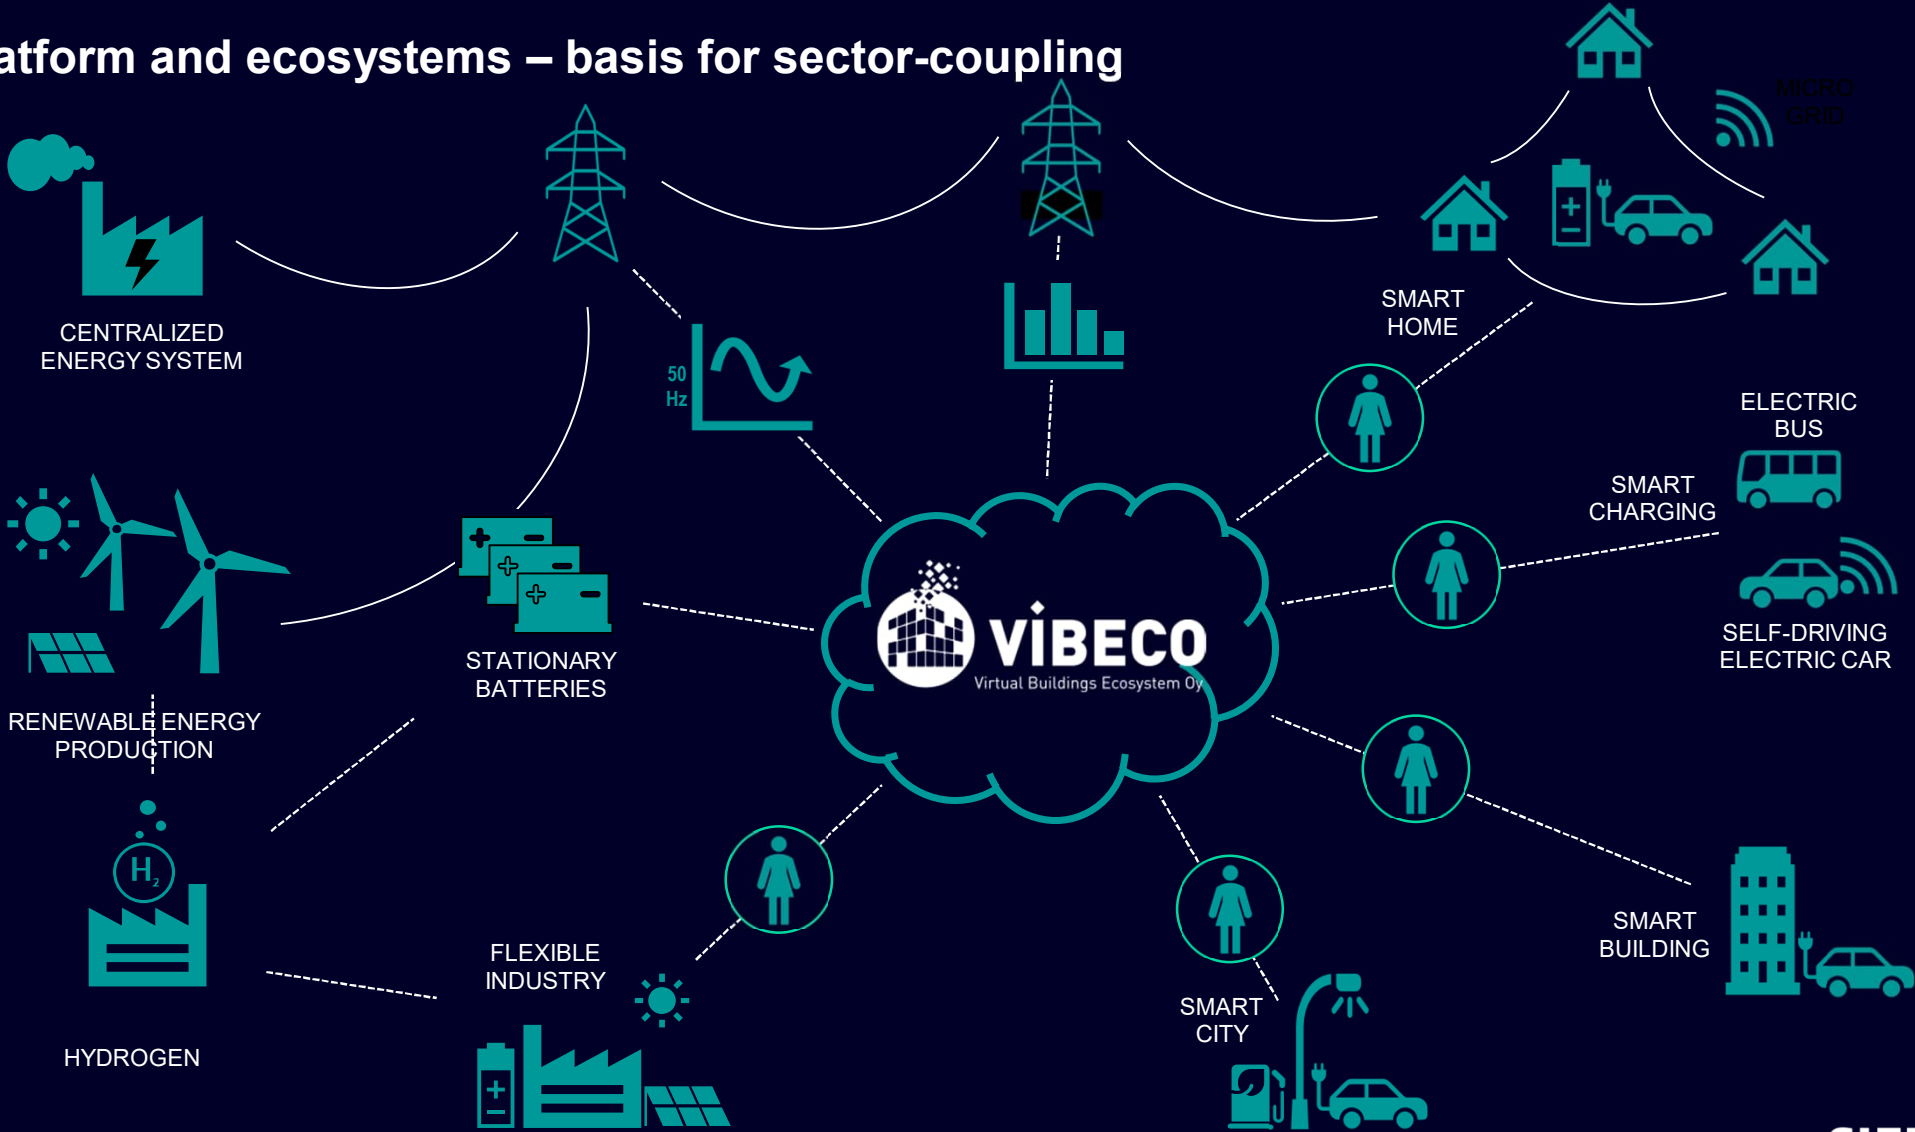 atform and ecosystems – basis for sector-coupling
MICRO
GRID
CENTRALIZED
ENERGY SYSTEM
50
Hz
SMART
HOME
ELECTRIC
BUS
SMART
CHARGING
SELF-DRIVING
ELECTRIC CAR
VIBECO
Virtual Buildings Ecosystem Oy
STATIONARY
BATTERIES
RENEWABLE ENERGY
PRODUCTION
H₂
HYDROGEN
FLEXIBLE
INDUSTRY
SMART
CITY
SMART
BUILDING